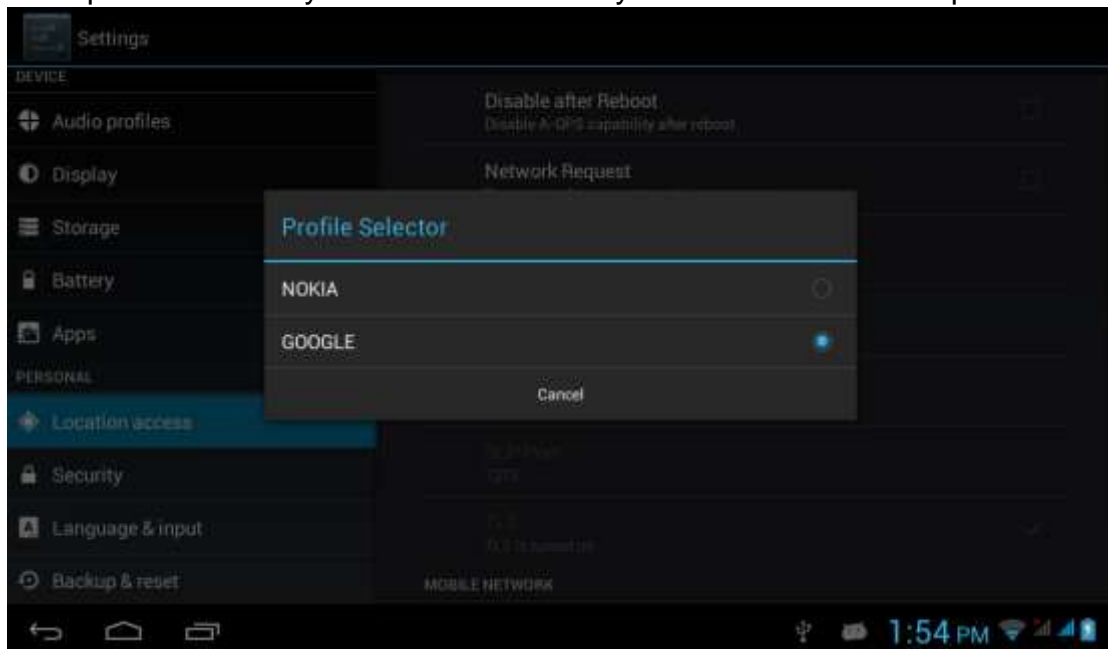 Settings
DEVICE
Audio profiles
Display
Storage
Battery
Apps
PERSONAL
Location access
Security
Language & input
Backup & reset
Disable after Reboot
Disable A-GPS capability after reboot
Network Request
Profile Selector
NOKIA
GOOGLE
Cancel
MOBILE NETWORK
1:54 PM